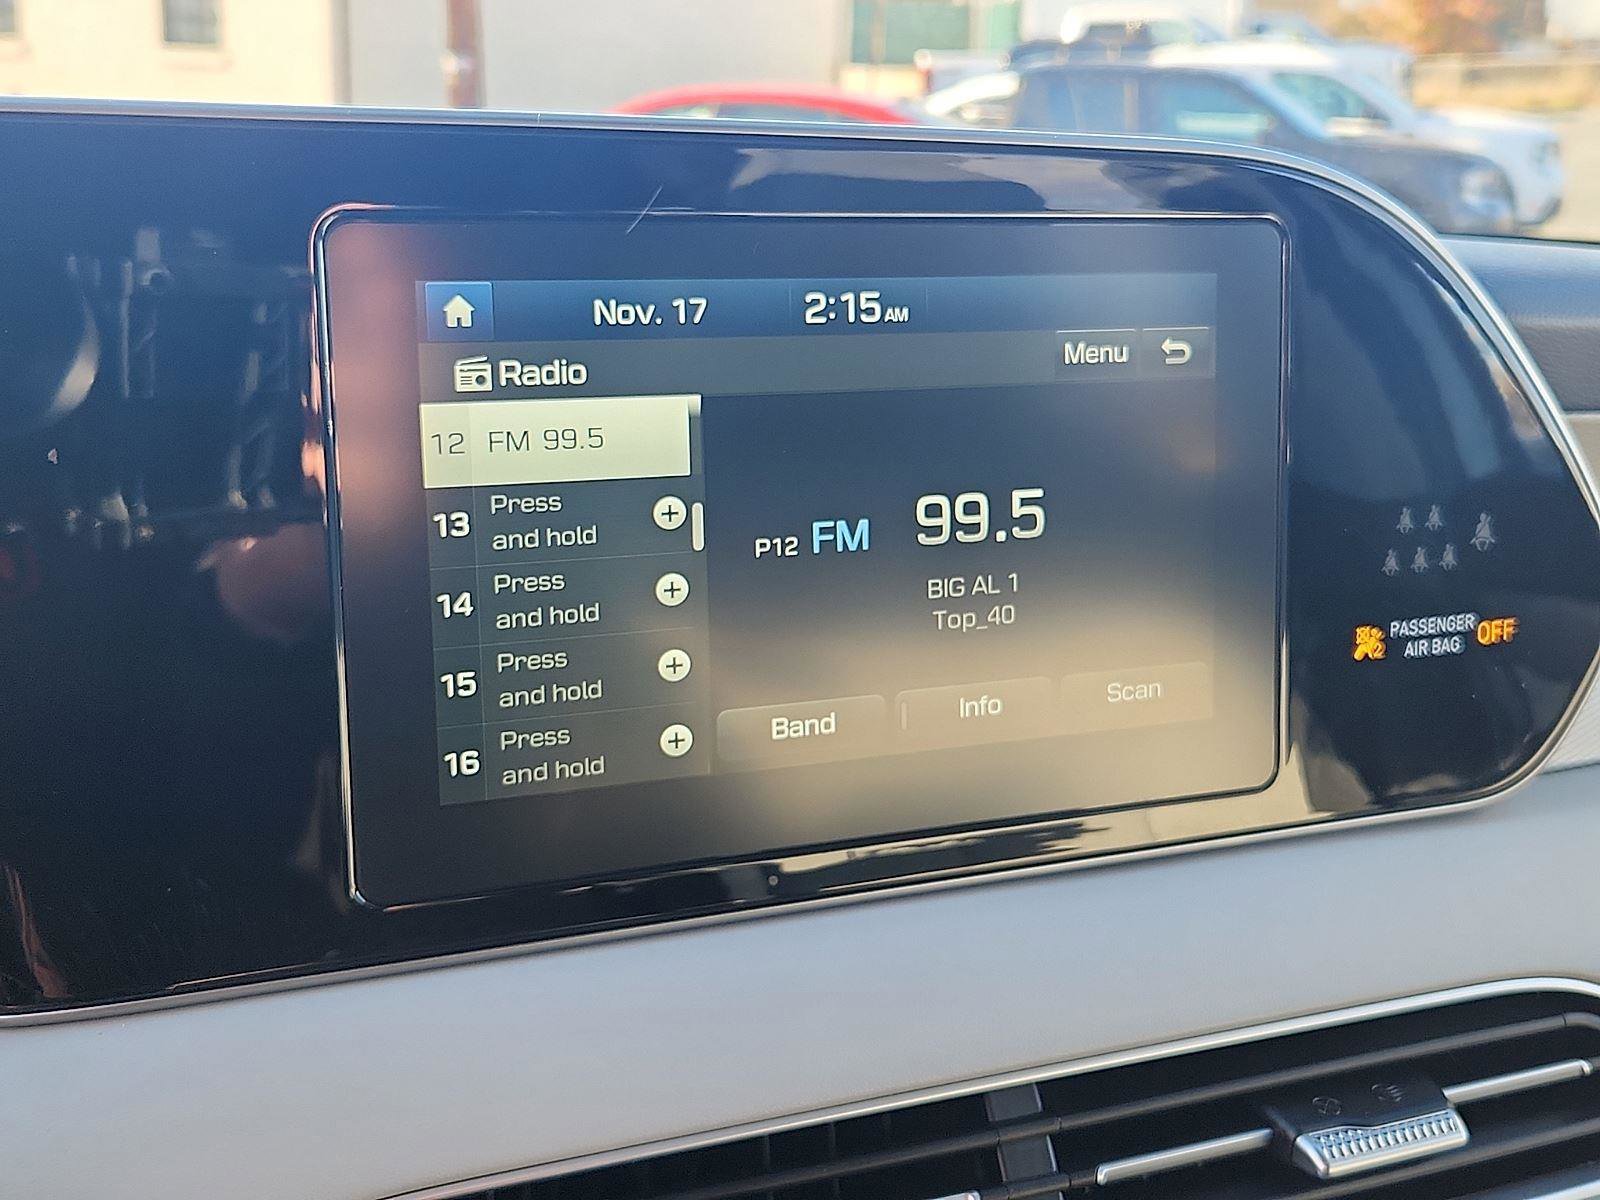 Nov. 17 2:15 AM
Radio Menu
12 FM 99.5
13 Press
and hold
14 Press
and hold
15 Press
and hold
16 Press
and hold
P12 FM 99.5
BIG AL 1
Top_40
Band Info Scan
PASSENGER
AIR BAG OFF